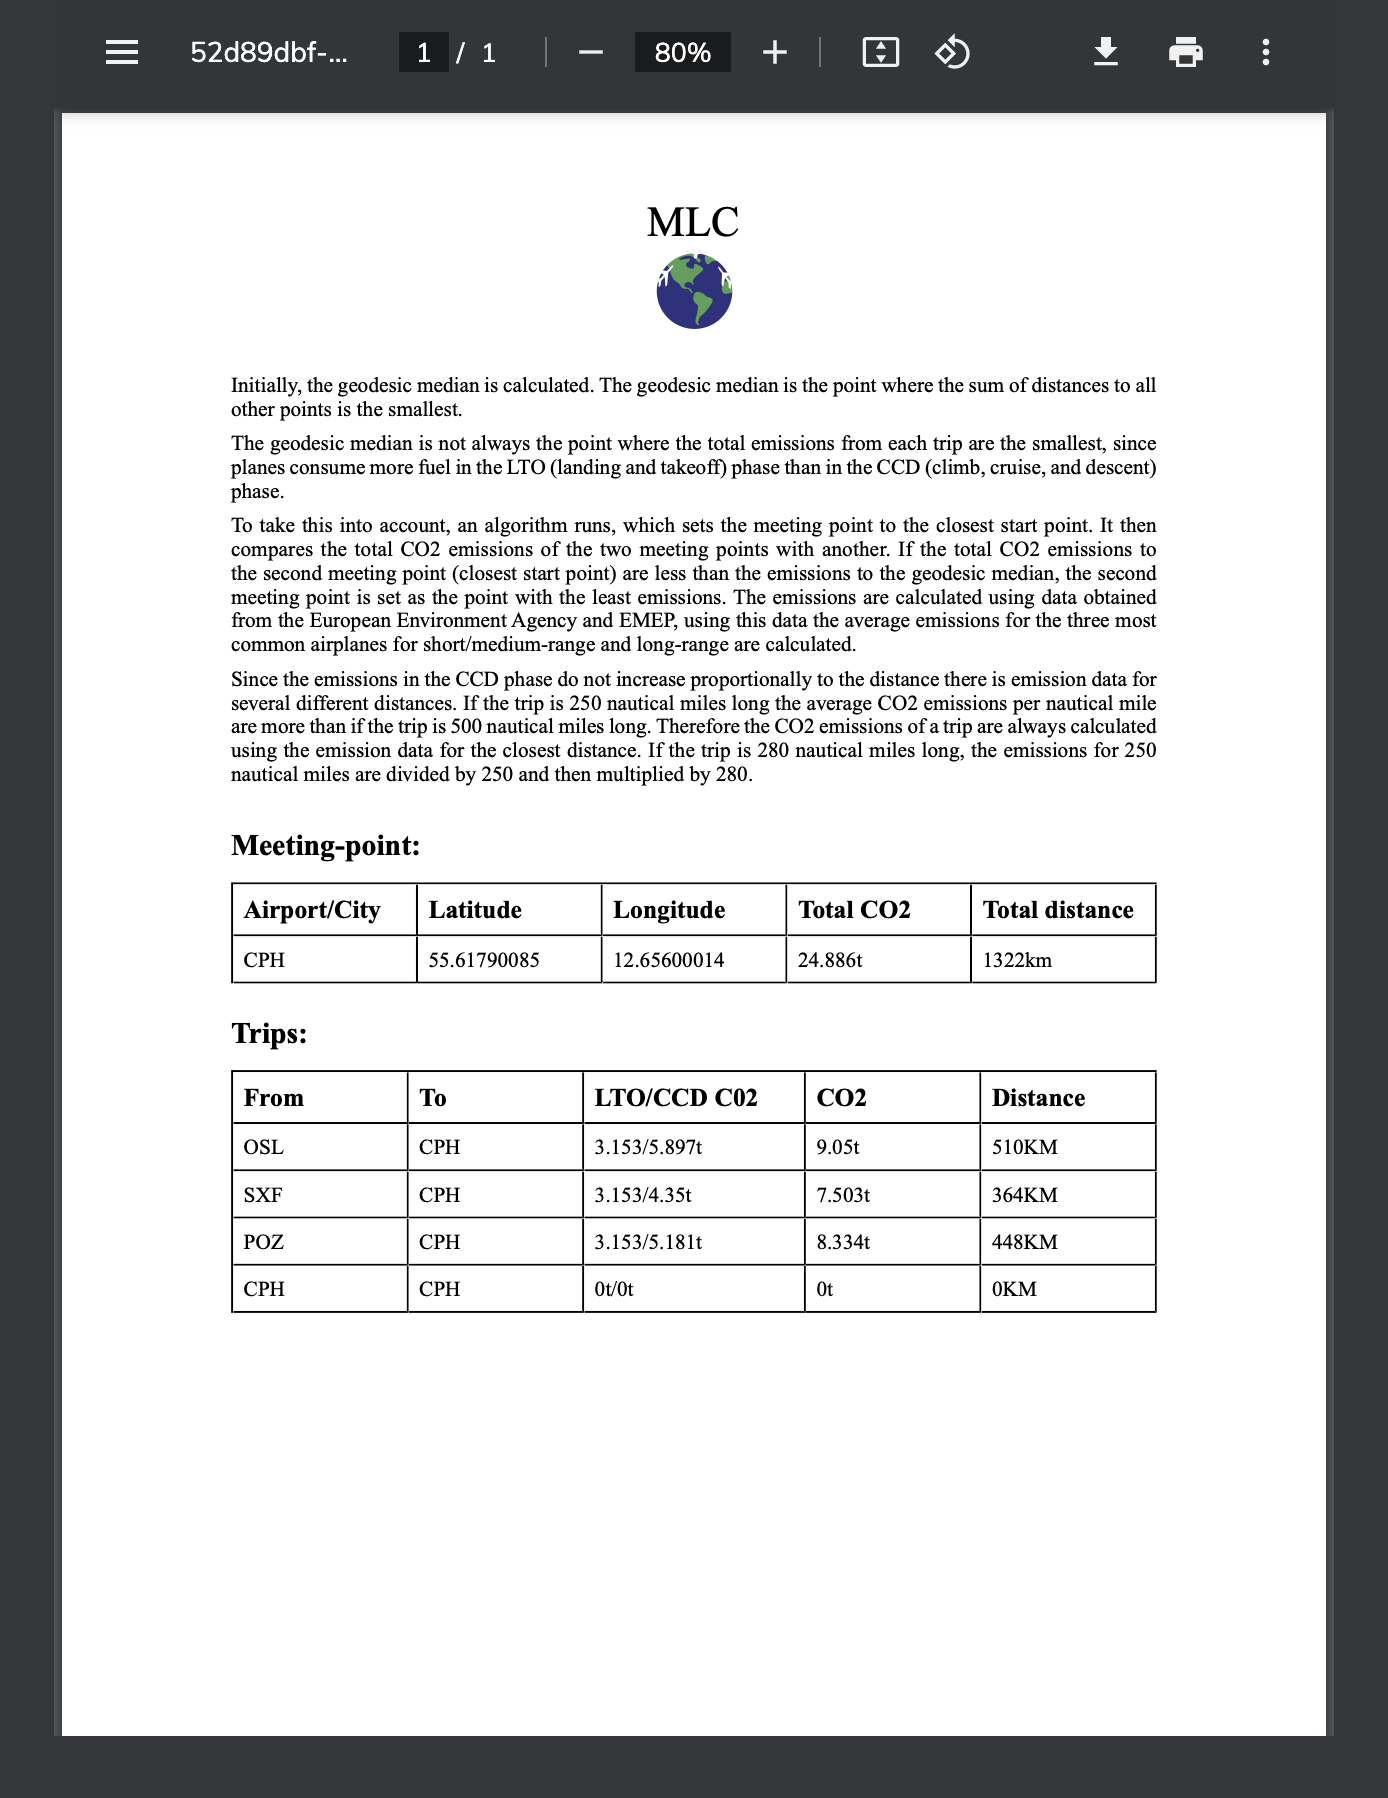 52d89dbf-... 1 / 1 80%
MLC
Initially, the geodesic median is calculated. The geodesic median is the point where the sum of distances to all
other points is the smallest.
The geodesic median is not always the point where the total emissions from each trip are the smallest, since
planes consume more fuel in the LTO (landing and takeoff) phase than in the CCD (climb, cruise, and descent)
phase.
To take this into account, an algorithm runs, which sets the meeting point to the closest start point. It then
compares the total CO2 emissions of the two meeting points with another. If the total CO2 emissions to
the second meeting point (closest start point) are less than the emissions to the geodesic median, the second
meeting point is set as the point with the least emissions. The emissions are calculated using data obtained
from the European Environment Agency and EMEP, using this data the average emissions for the three most
common airplanes for short/medium-range and long-range are calculated.
Since the emissions in the CCD phase do not increase proportionally to the distance there is emission data for
several different distances. If the trip is 250 nautical miles long the average CO2 emissions per nautical mile
are more than if the trip is 500 nautical miles long. Therefore the CO2 emissions of a trip are always calculated
using the emission data for the closest distance. If the trip is 280 nautical miles long, the emissions for 250
nautical miles are divided by 250 and then multiplied by 280.
Meeting-point:
Airport/City Latitude Longitude Total CO2 Total distance
CPH 55.61790085 12.65600014 24.886t 1322km
Trips:
From To LTO/CCD C02 CO2 Distance
OSL CPH 3.153/5.897t 9.05t 510KM
SXF CPH 3.153/4.35t 7.503t 364KM
POZ CPH 3.153/5.181t 8.334t 448KM
CPH CPH 0t/0t 0t 0KM